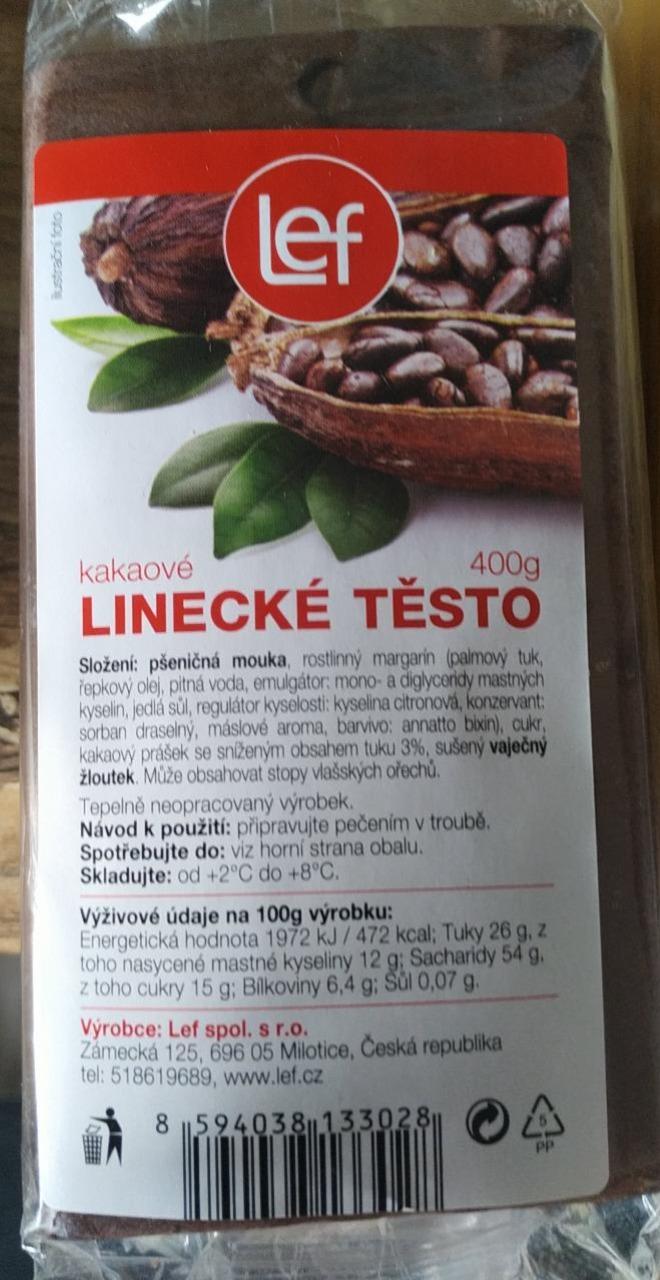 ilustrační foto
Lef
kakaové 400g
LINECKÉ TĚSTO
Složení: pšeničná mouka, rostlinný margarín (palmový tuk,
řepkový olej, pitná voda, emulgátor: mono- a diglyceridy mastných
kyselin, jedlá sůl, regulátor kyselosti: kyselina citronová, konzervant:
sorban draselný, máslové aroma, barvivo: annatto bixin), cukr,
kakaový prášek se sníženým obsahem tuku 3%, sušený vaječný
žloutek. Může obsahovat stopy vlašských ořechů.
Tepelně neopracovaný výrobek.
Návod k použití: připravujte pečením v troubě.
Spotřebujte do: viz horní strana obalu.
Skladujte: od +2°C do +8°C.
Výživové údaje na 100g výrobku:
Energetická hodnota 1972 kJ / 472 kcal; Tuky 26 g, z
toho nasycené mastné kyseliny 12 g; Sacharidy 54 g,
z toho cukry 15 g; Bílkoviny 6,4 g; Sůl 0,07 g.
Výrobce: Lef spol. s r.o.
Zámecká 125, 696 05 Milotice, Česká republika
tel: 518619689, www.lef.cz
8 594038 133028
5
PP